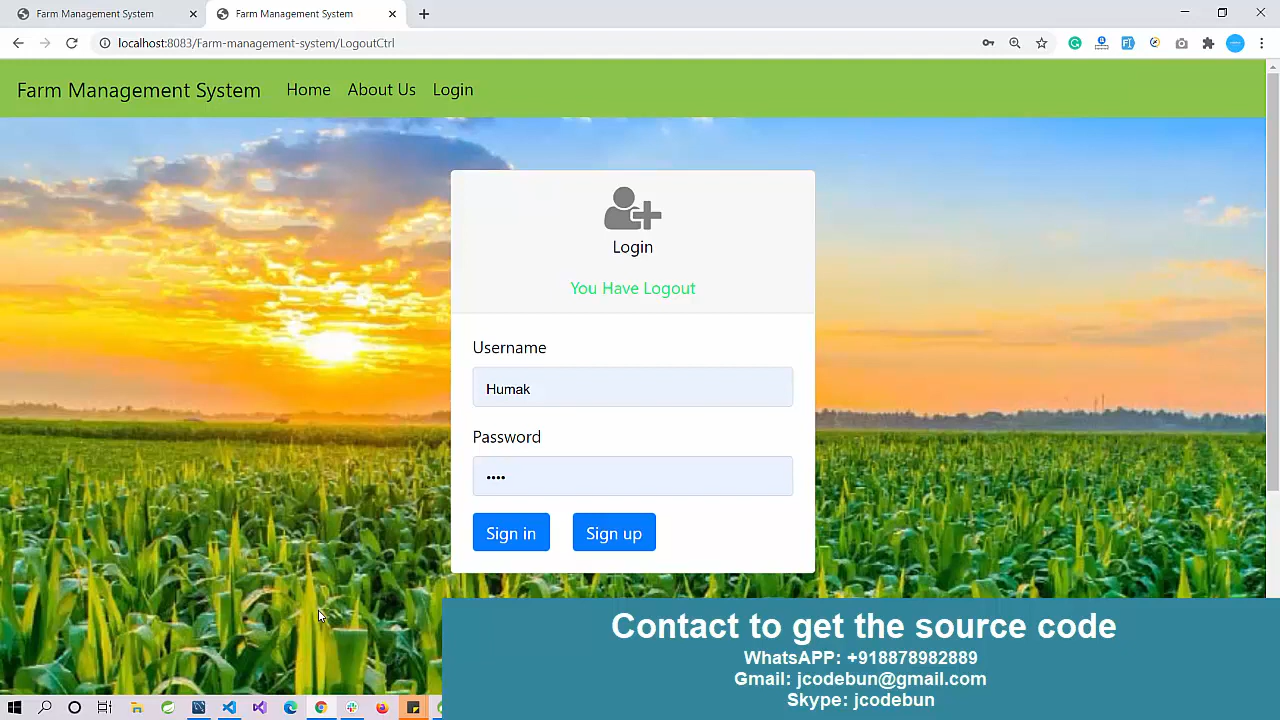 Farm Management System
Farm Management System
localhost:8083/Farm-management-system/LogoutCtrl
Farm Management System Home About Us Login
Login
You Have Logout
Username
Humak
Password
••••
Sign in Sign up
Contact to get the source code
WhatsAPP: +918878982889
Gmail: jcodebun@gmail.com
Skype: jcodebun